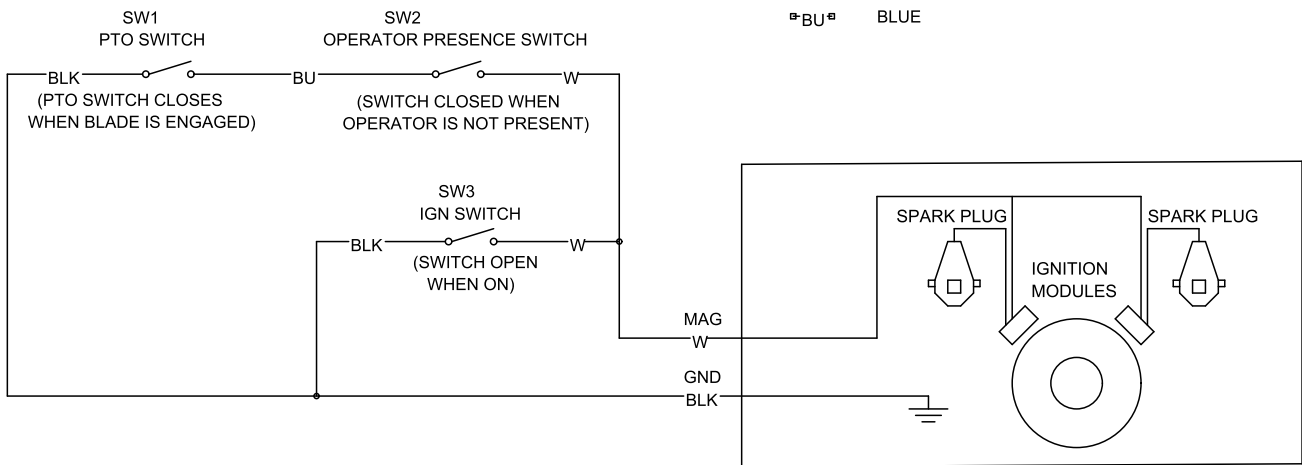 SW1
PTO SWITCH
SW2
OPERATOR PRESENCE SWITCH
BU BLUE
BLK
BU
W
(PTO SWITCH CLOSES
WHEN BLADE IS ENGAGED)
(SWITCH CLOSED WHEN
OPERATOR IS NOT PRESENT)
SW3
IGN SWITCH
BLK
W
(SWITCH OPEN
WHEN ON)
SPARK PLUG
SPARK PLUG
IGNITION
MODULES
MAG
W
GND
BLK